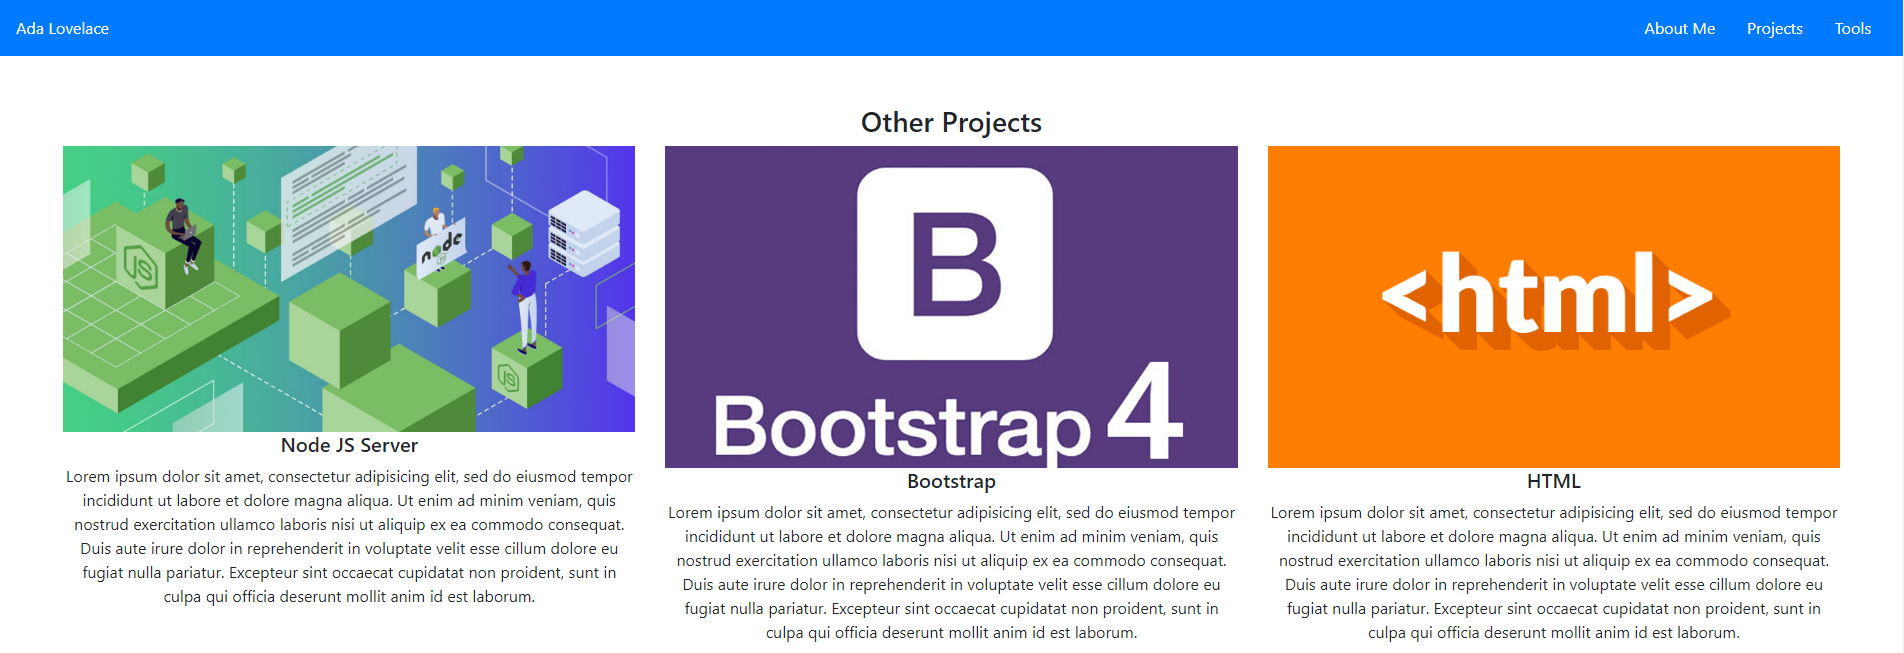 Ada Lovelace
About Me
Projects
Tools
Other Projects
JS
node
JS
JS
B
Bootstrap 4
<html>
Node JS Server
Lorem ipsum dolor sit amet, consectetur adipisicing elit, sed do eiusmod tempor
incididunt ut labore et dolore magna aliqua. Ut enim ad minim veniam, quis
nostrud exercitation ullamco laboris nisi ut aliquip ex ea commodo consequat.
Duis aute irure dolor in reprehenderit in voluptate velit esse cillum dolore eu
fugiat nulla pariatur. Excepteur sint occaecat cupidatat non proident, sunt in
culpa qui officia deserunt mollit anim id est laborum.
Bootstrap
Lorem ipsum dolor sit amet, consectetur adipisicing elit, sed do eiusmod tempor
incididunt ut labore et dolore magna aliqua. Ut enim ad minim veniam, quis
nostrud exercitation ullamco laboris nisi ut aliquip ex ea commodo consequat.
Duis aute irure dolor in reprehenderit in voluptate velit esse cillum dolore eu
fugiat nulla pariatur. Excepteur sint occaecat cupidatat non proident, sunt in
culpa qui officia deserunt mollit anim id est laborum.
HTML
Lorem ipsum dolor sit amet, consectetur adipisicing elit, sed do eiusmod tempor
incididunt ut labore et dolore magna aliqua. Ut enim ad minim veniam, quis
nostrud exercitation ullamco laboris nisi ut aliquip ex ea commodo consequat.
Duis aute irure dolor in reprehenderit in voluptate velit esse cillum dolore eu
fugiat nulla pariatur. Excepteur sint occaecat cupidatat non proident, sunt in
culpa qui officia deserunt mollit anim id est laborum.